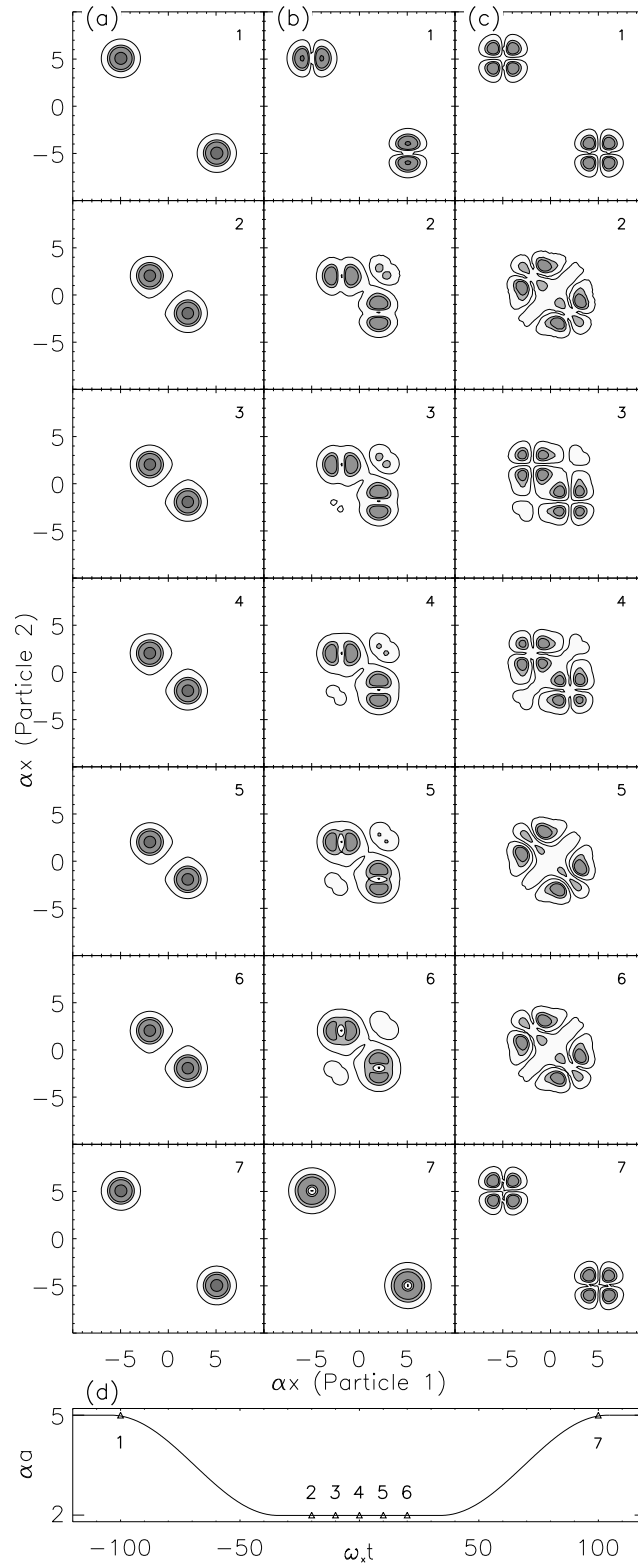 (a) (b) (c)
5 0 −5 1 1 1
5 0 −5 2 2 2
5 0 −5 3 3 3
5 0 −5 4 4 4
5 0 −5 5 5 5
5 0 −5 6 6 6
5 0 −5 7 7 7
αx (Particle 2)
−5 0 5 −5 0 5 −5 0 5
αx (Particle 1)
(d)
5
αa
2
1 2 3 4 5 6 7
−100 −50 ωₓt 50 100